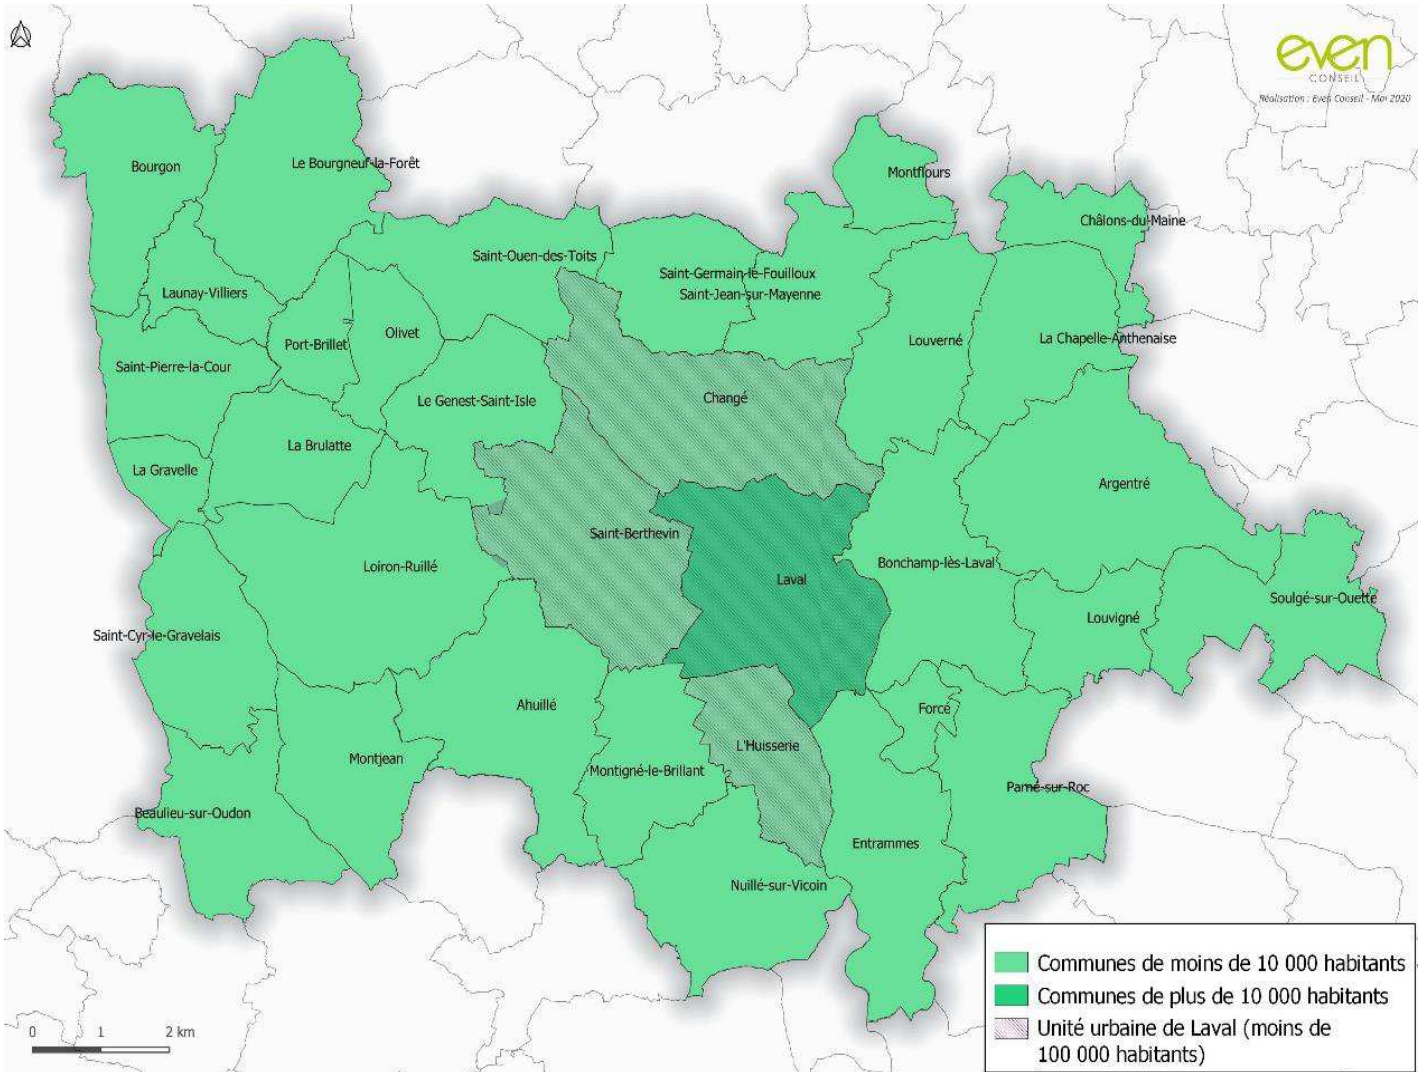 even
CONSEIL
Réalisation : Even Conseil - Mai 2020
Bourgon
Le Bourgneuf-la-Forêt
Montflours
Châlons-du-Maine
Saint-Ouen-des-Toits
Saint-Germain-le-Fouilloux
Launay-Villiers
Saint-Jean-sur-Mayenne
Olivet
Port-Brillet
Louverné
La Chapelle-Anthenaise
Saint-Pierre-la-Cour
Le Genest-Saint-Isle
Changé
La Brulatte
La Gravelle
Argentré
Saint-Berthevin
Loiron-Ruillé
Laval
Bonchamp-lès-Laval
Soulgé-sur-Ouette
Louvigné
Saint-Cyr-le-Gravelais
Ahuillé
Forcé
L'Huisserie
Montjean
Montigné-le-Brillant
Parné-sur-Roc
Beaulieu-sur-Oudon
Entrammes
Nuillé-sur-Vicoin
Communes de moins de 10 000 habitants
Communes de plus de 10 000 habitants
Unité urbaine de Laval (moins de
100 000 habitants)
0 1 2 km